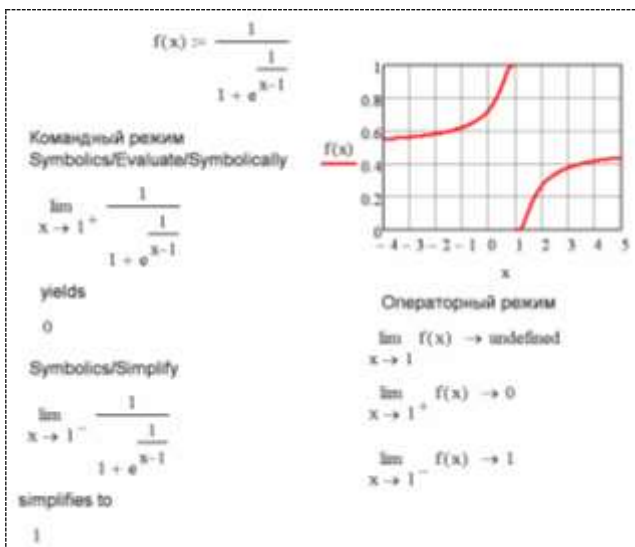 f(x) := 1/(1 + e^(1/(x-1)))
Командный режим
Symbolics/Evaluate/Symbolically
lim x → 1⁺ 1/(1 + e^(1/(x-1)))
yields
0
Symbolics/Simplify
lim x → 1⁻ 1/(1 + e^(1/(x-1)))
simplifies to
1
1
0.8
0.6
f(x)
0.4
0.2
0
-4 -3 -2 -1 0 1 2 3 4 5
x
Операторный режим
lim x → 1 f(x) → undefined
lim x → 1⁺ f(x) → 0
lim x → 1⁻ f(x) → 1